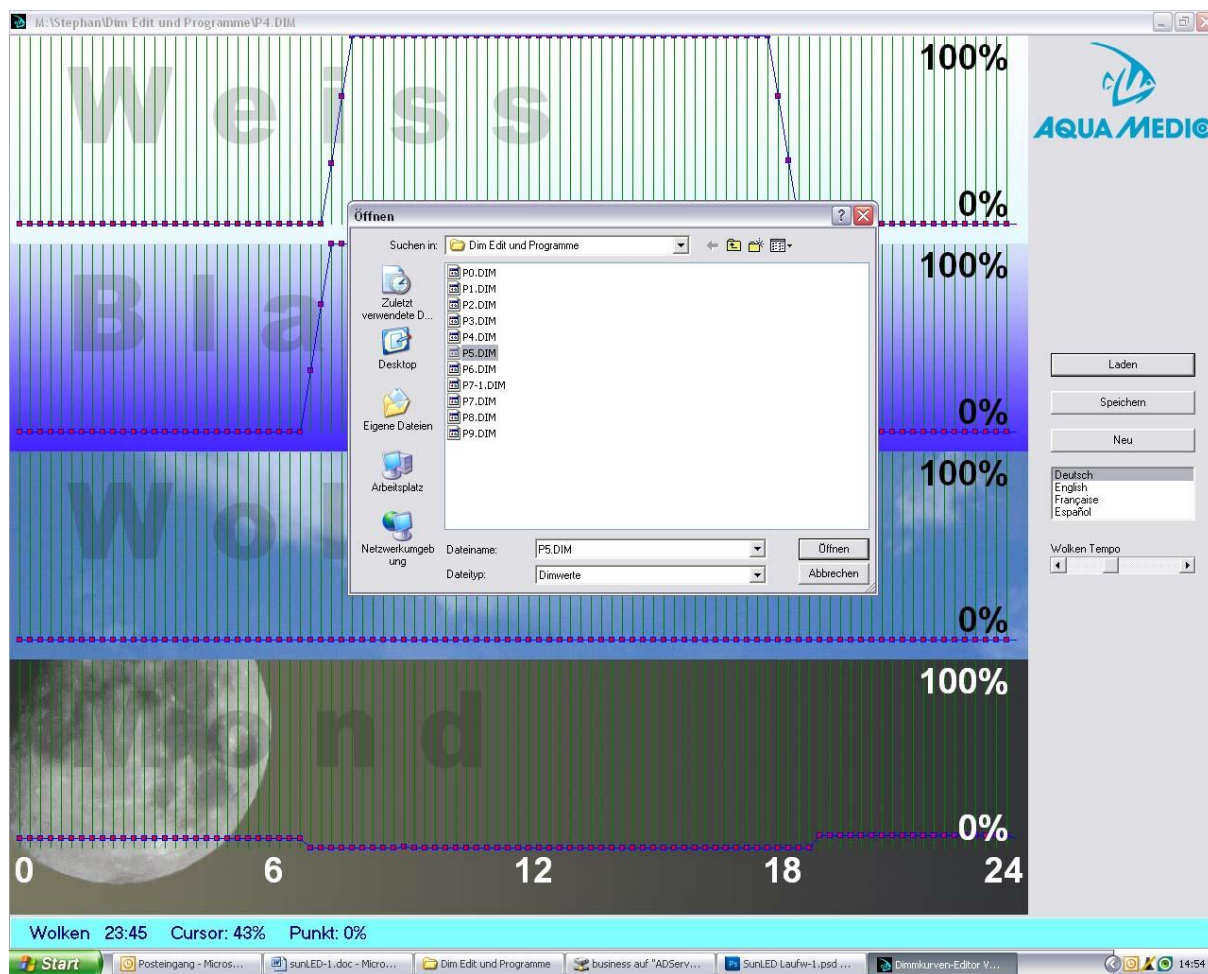 M:\Stephan\Dim Edit und Programme\P4.DIM
Weiss
100%
0%
AQUA MEDIC
Öffnen
Suchen in:
Dim Edit und Programme
Zuletzt
verwendete D...
Desktop
Eigene Dateien
Arbeitsplatz
Netzwerkumgeb
ung
P0.DIM
P1.DIM
P2.DIM
P3.DIM
P4.DIM
P5.DIM
P6.DIM
P7-1.DIM
P7.DIM
P8.DIM
P9.DIM
Dateiname:
P5.DIM
Öffnen
Dateityp:
Dimwerte
Abbrechen
Bla
100%
0%
Laden
Speichern
Neu
Deutsch
English
Française
Español
Wolken Tempo
Wol
100%
0%
Mond
100%
0%
0 6 12 18 24
Wolken 23:45 Cursor: 43% Punkt: 0%
Start
Posteingang - Micros...
sunLED-1.doc - Micro...
Dim Edit und Programme
business auf "ADServ...
Ps
SunLED Laufw-1.psd ...
Dimmkurven-Editor V...
14:54